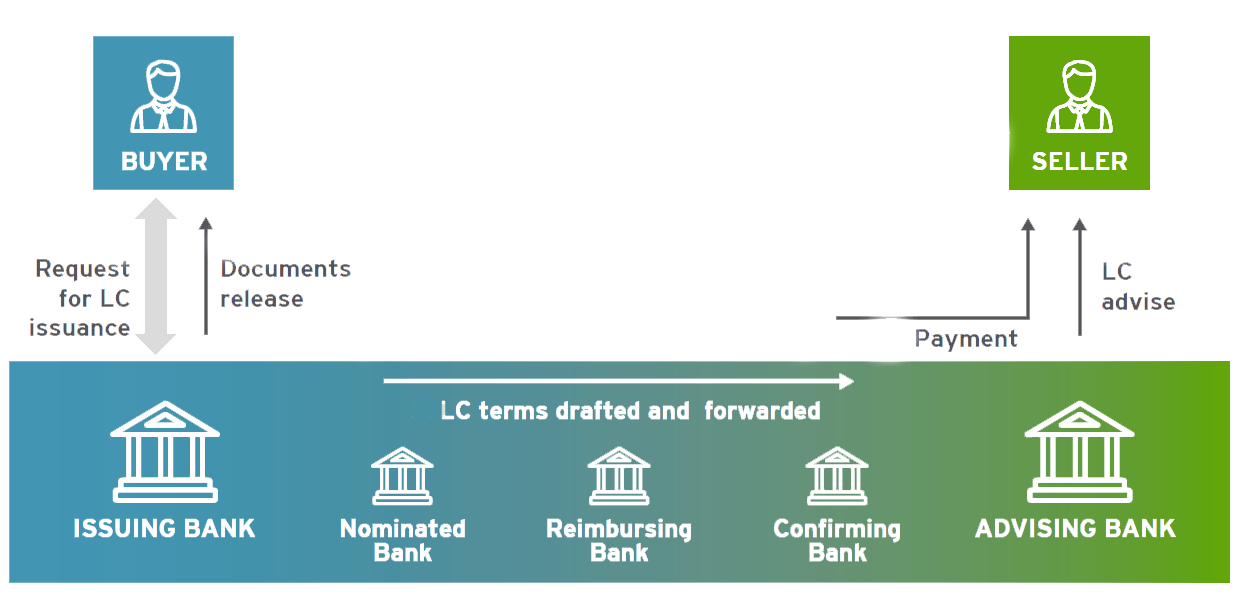 BUYER
SELLER
Request
for LC
issuance
Documents
release
LC
advise
Payment
LC terms drafted and forwarded
ISSUING BANK
Nominated
Bank
Reimbursing
Bank
Confirming
Bank
ADVISING BANK